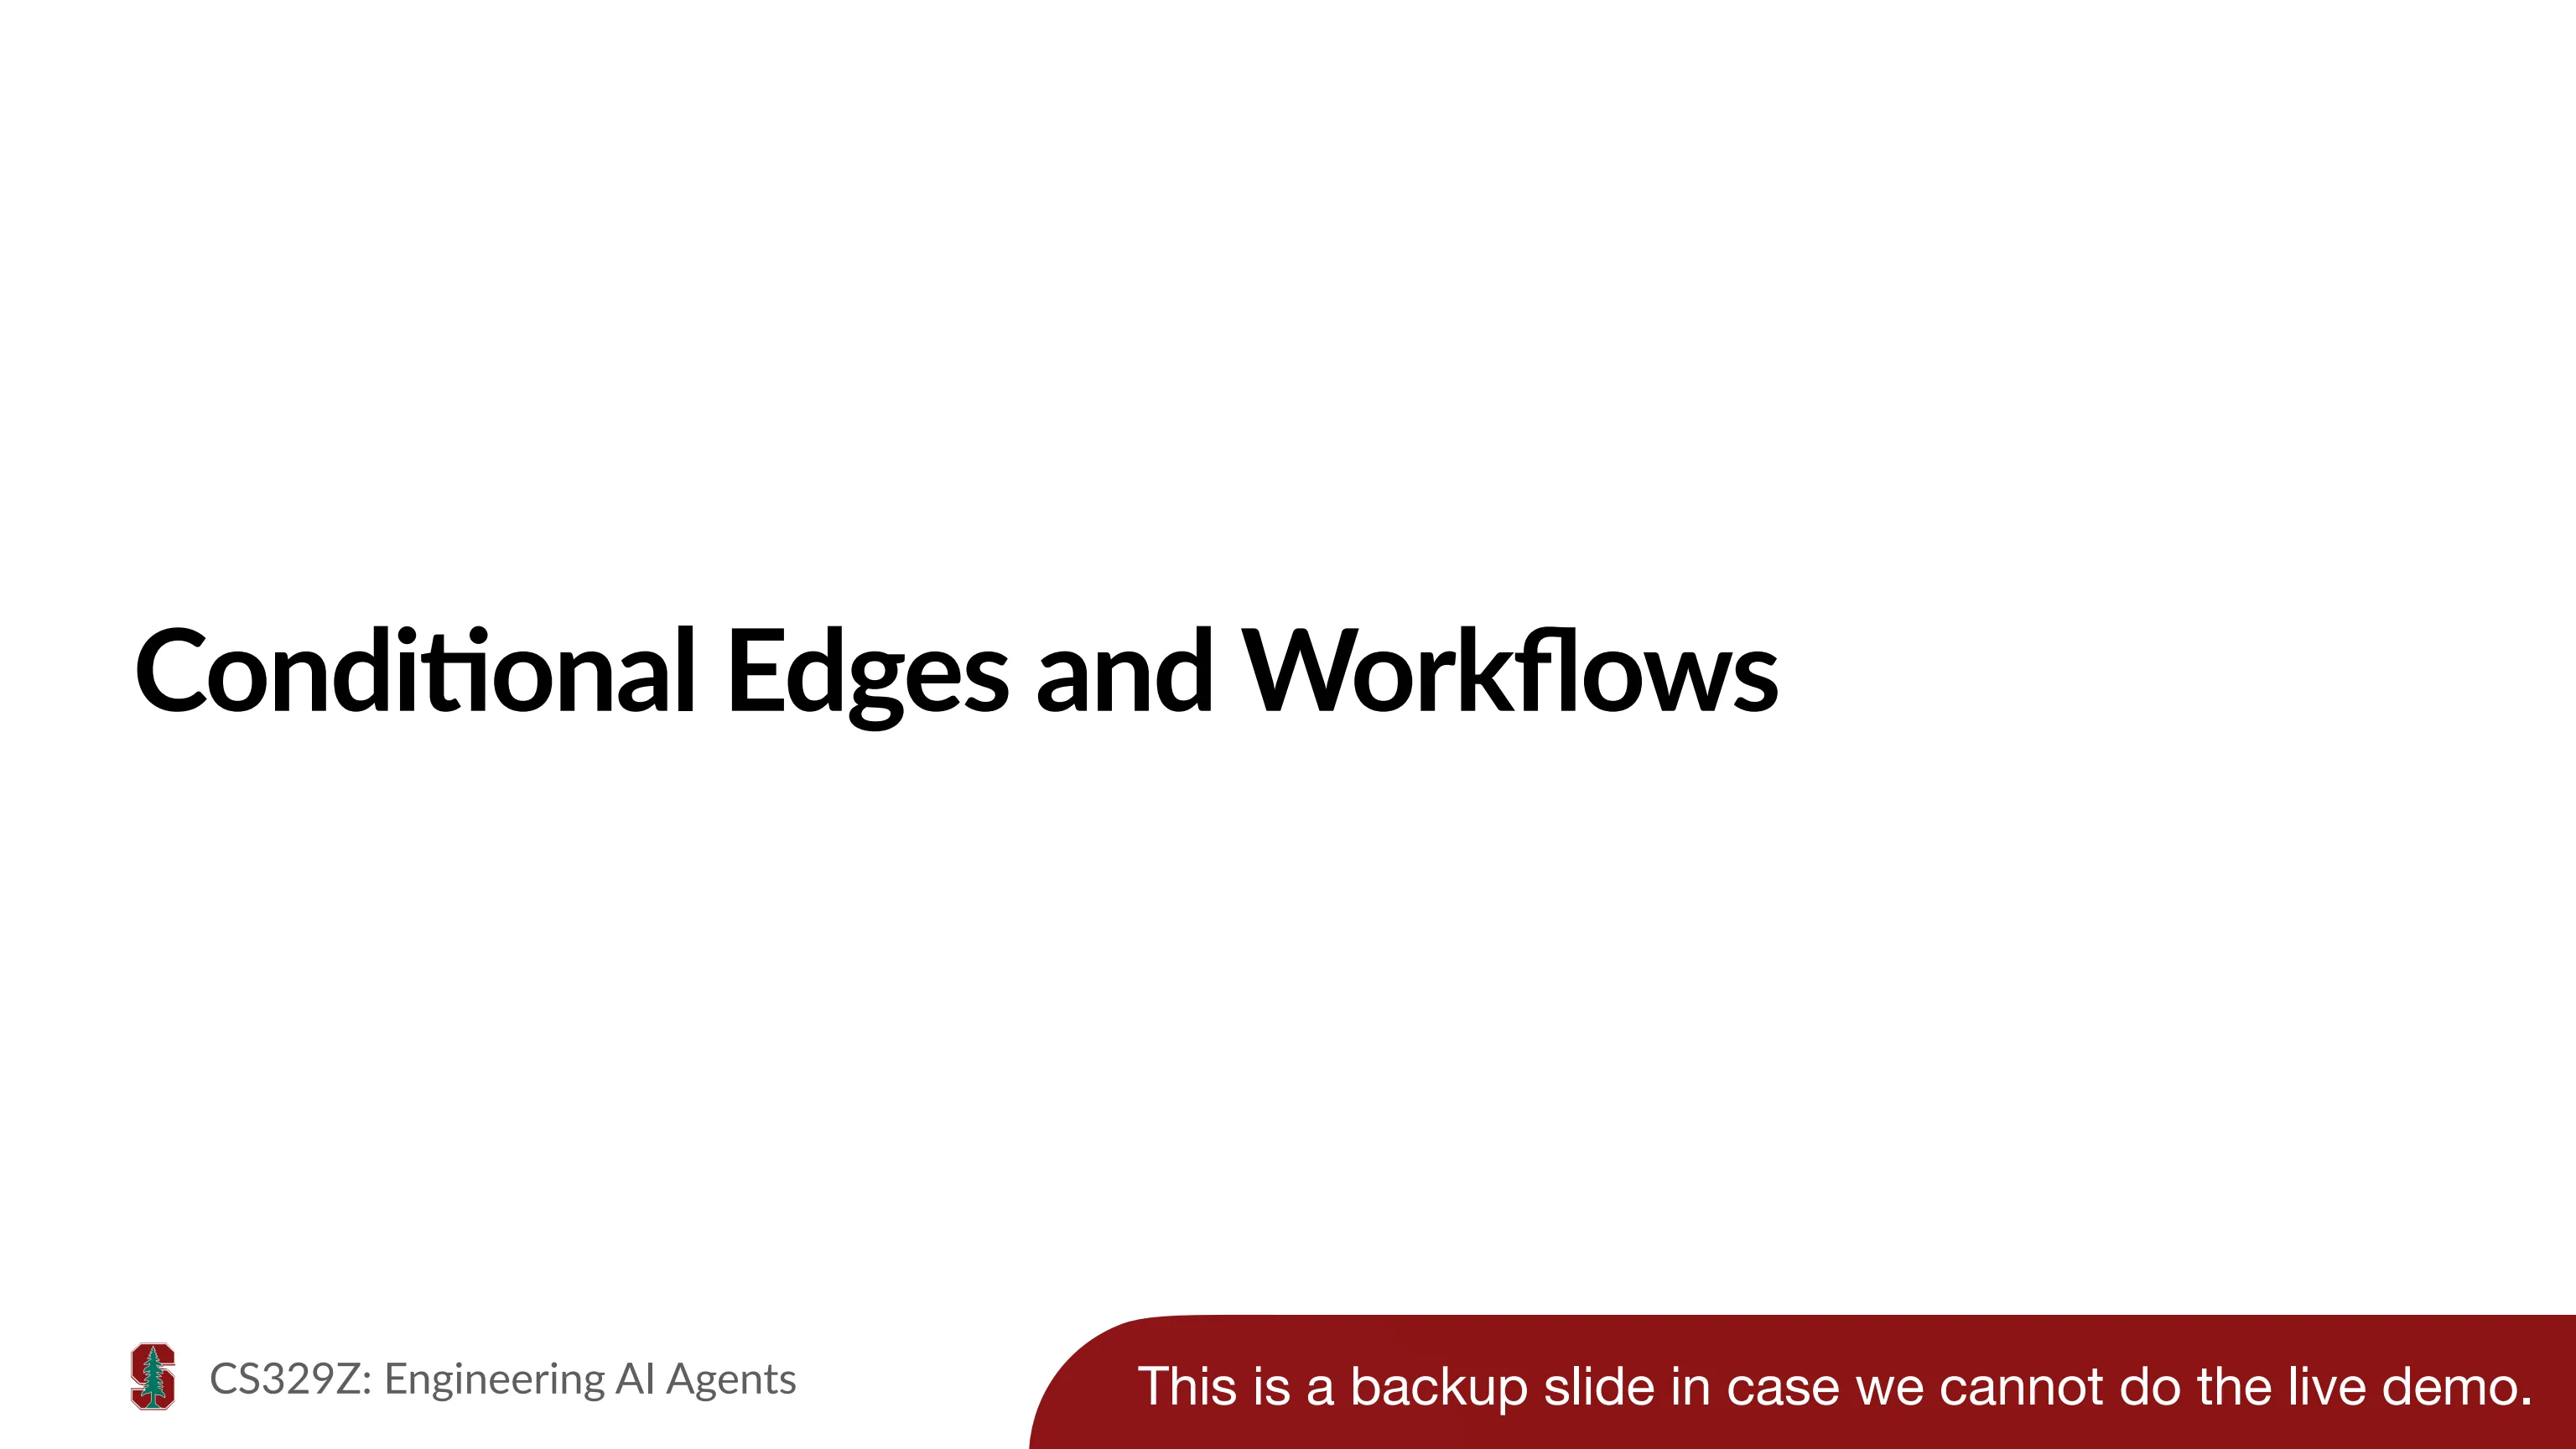 Conditional Edges and Workflows
CS329Z: Engineering AI Agents
This is a backup slide in case we cannot do the live demo.